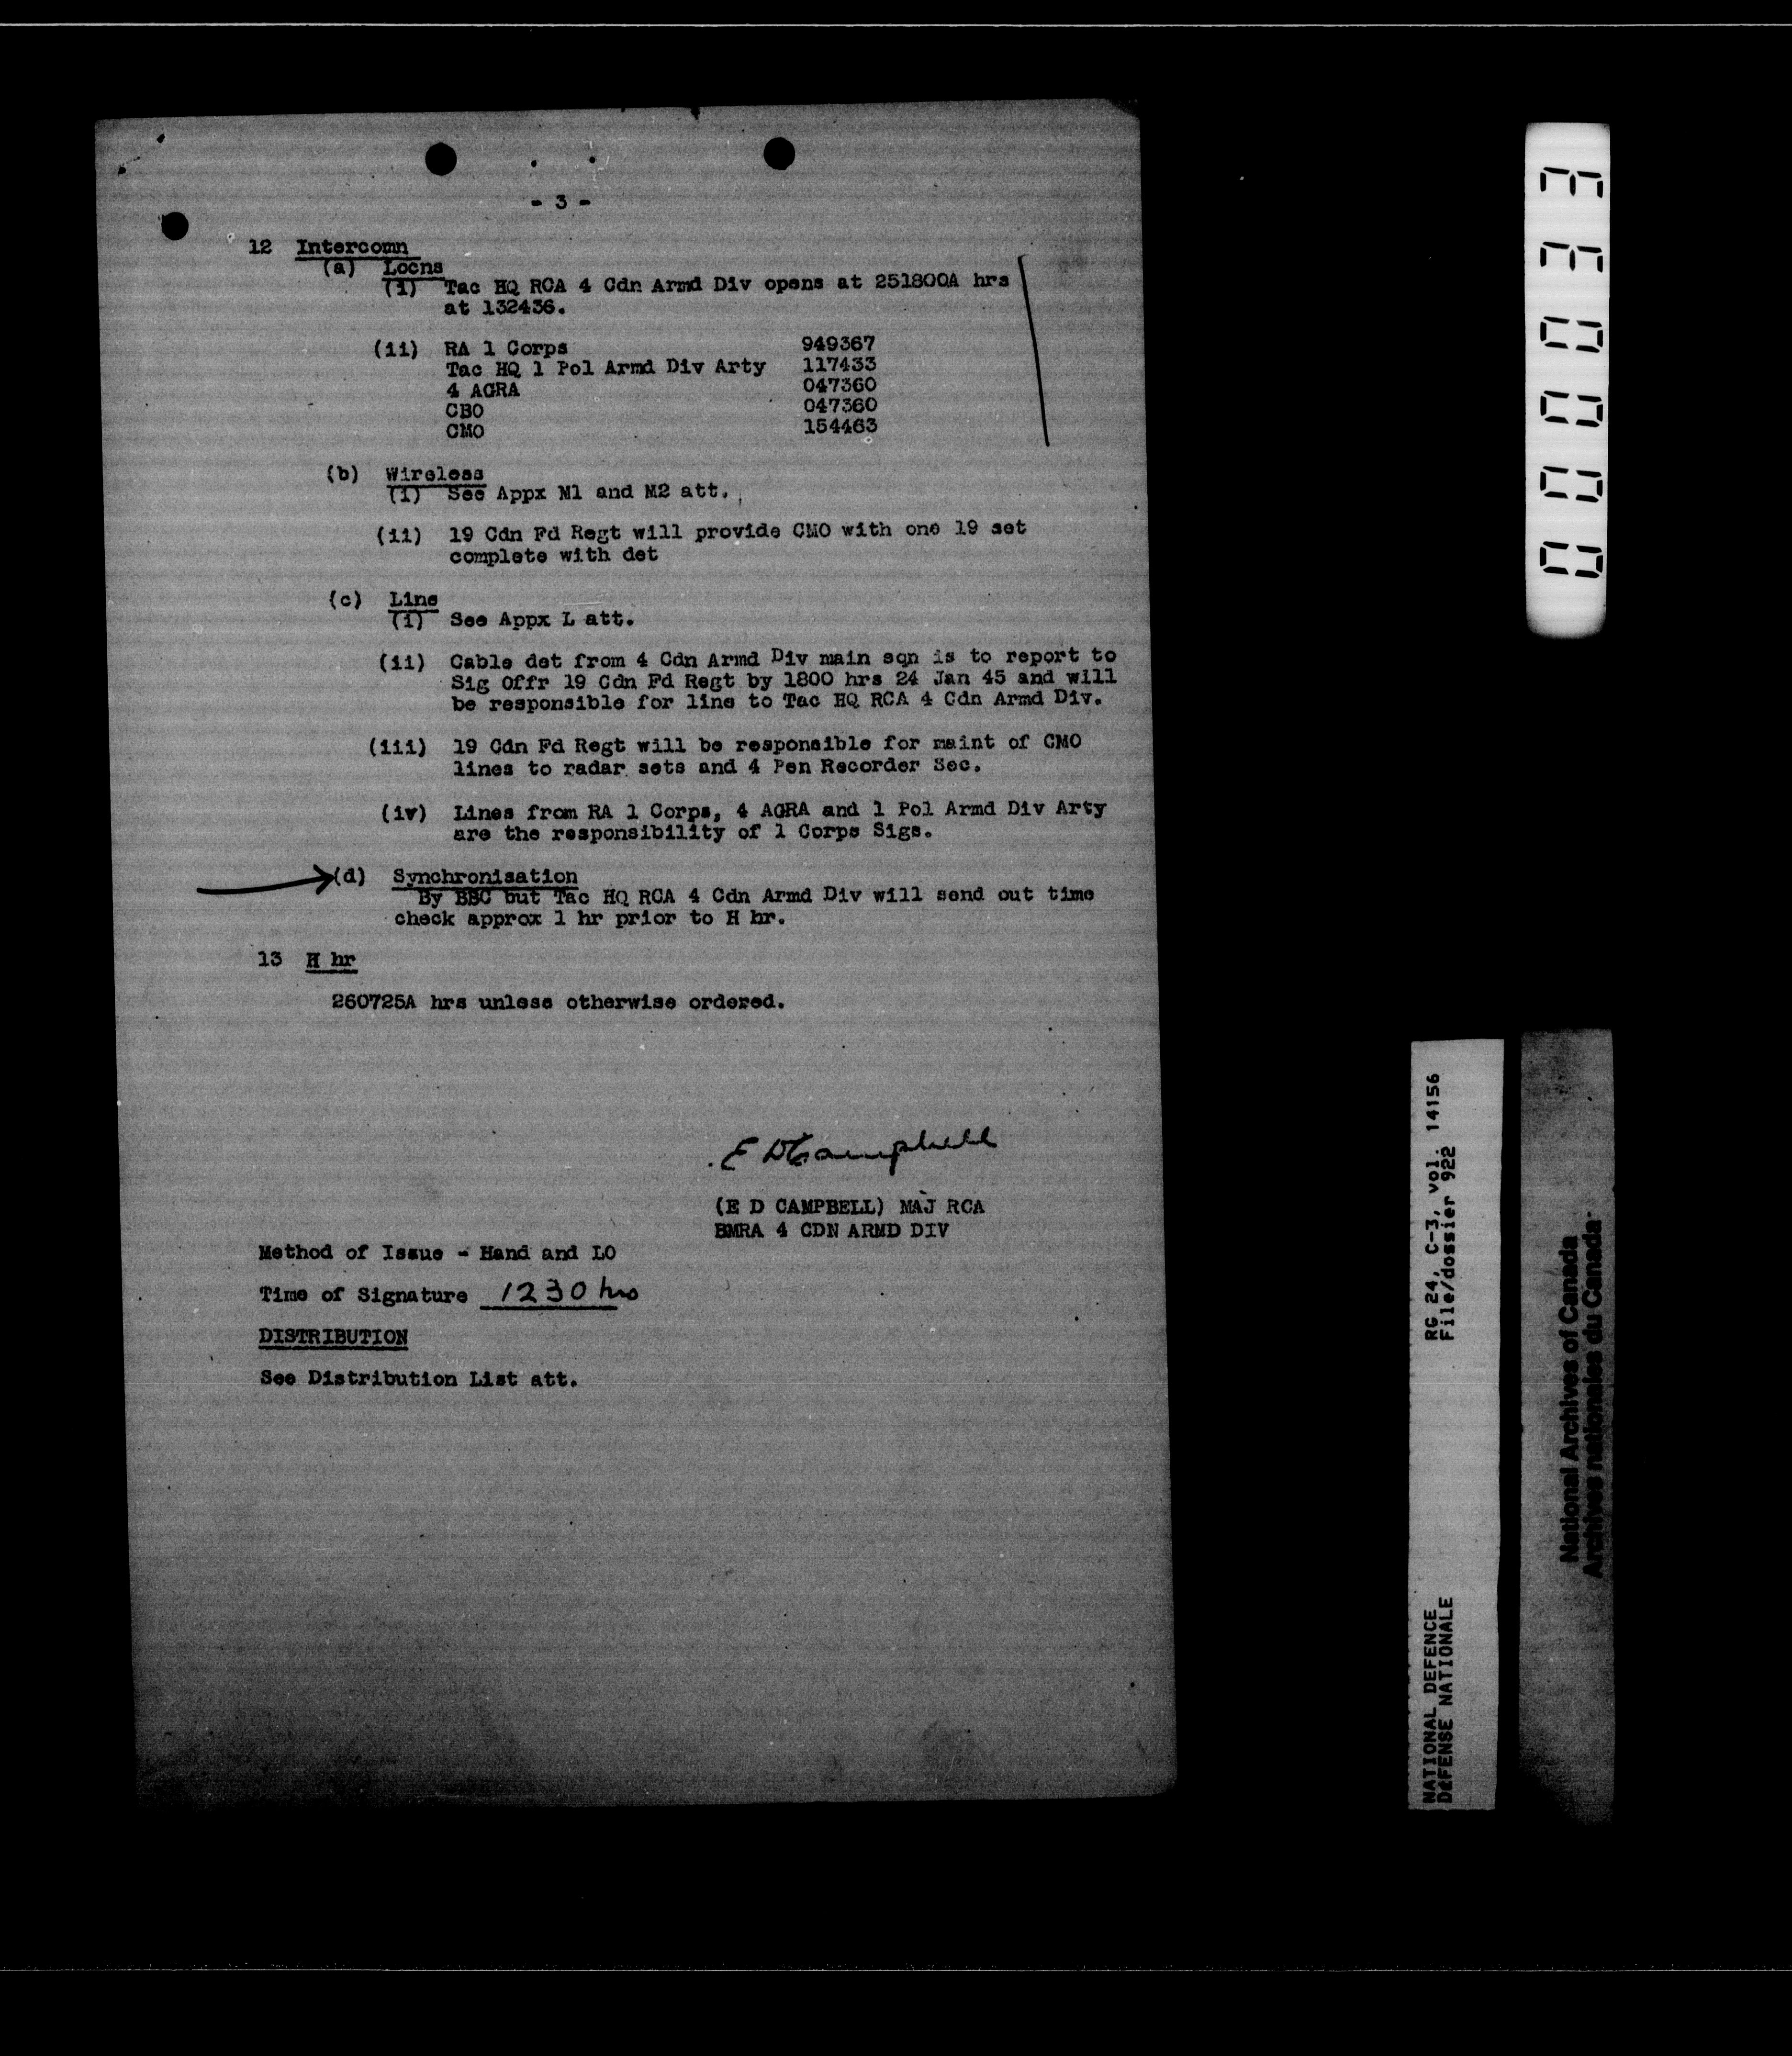 - 3 -
12 Intercomn
(a) Locns
(i) Tac HQ RCA 4 Cdn Armd Div opens at 251800A hrs
at 132436.
(ii) RA 1 Corps 949367
Tac HQ 1 Pol Armd Div Arty 117433
4 AGRA 047360
CBO 047360
CMO 154463
(b) Wireless
(i) See Appx M1 and M2 att.
(ii) 19 Cdn Fd Regt will provide CMO with one 19 set
complete with det
(c) Line
(i) See Appx L att.
(ii) Cable det from 4 Cdn Armd Div main sqn is to report to
Sig Offr 19 Cdn Fd Regt by 1800 hrs 24 Jan 45 and will
be responsible for line to Tac HQ RCA 4 Cdn Armd Div.
(iii) 19 Cdn Fd Regt will be responsible for maint of CMO
lines to radar sets and 4 Pen Recorder Sec.
(iv) Lines from RA 1 Corps, 4 AGRA and 1 Pol Armd Div Arty
are the responsibility of 1 Corps Sigs.
(d) Synchronisation
By BBC but Tac HQ RCA 4 Cdn Armd Div will send out time
check approx 1 hr prior to H hr.
13 H hr
260725A hrs unless otherwise ordered.
E D Campbell
(E D CAMPBELL) MAJ RCA
BMRA 4 CDN ARMD DIV
Method of Issue - Hand and LO
Time of Signature 1230 hrs
DISTRIBUTION
See Distribution List att.
RG 24, C-3, vol. 14156
File/dossier 922
NATIONAL DEFENCE
DEFENSE NATIONALE
National Archives of Canada
Archives nationales du Canada